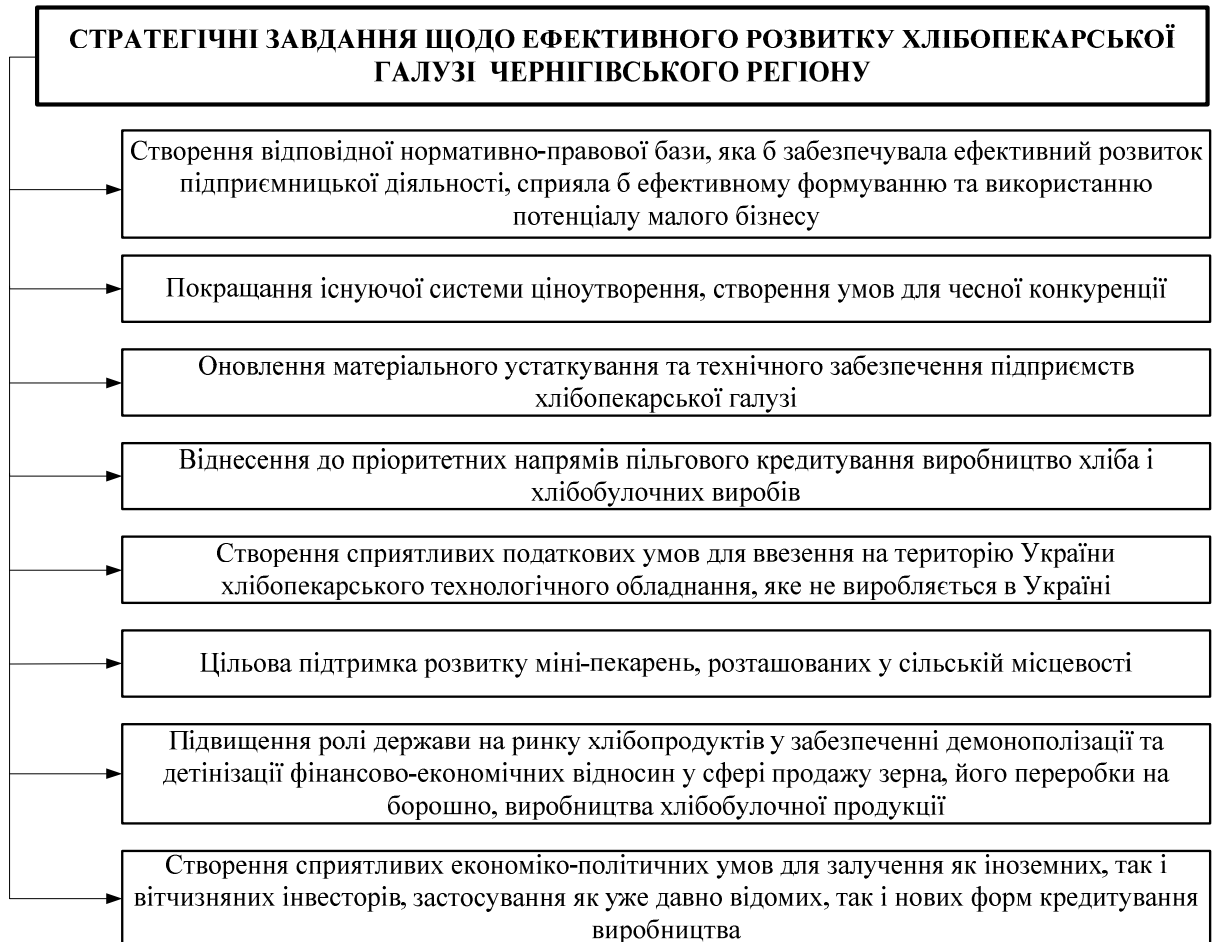 СТРАТЕГІЧНІ ЗАВДАННЯ ЩОДО ЕФЕКТИВНОГО РОЗВИТКУ ХЛІБОПЕКАРСЬКОЇ
ГАЛУЗІ ЧЕРНІГІВСЬКОГО РЕГІОНУ
Створення відповідної нормативно-правової бази, яка б забезпечувала ефективний розвиток
підприємницької діяльності, сприяла б ефективному формуванню та використанню
потенціалу малого бізнесу
Покращання існуючої системи ціноутворення, створення умов для чесної конкуренції
Оновлення матеріального устаткування та технічного забезпечення підприємств
хлібопекарської галузі
Віднесення до пріоритетних напрямів пільгового кредитування виробництво хліба і
хлібобулочних виробів
Створення сприятливих податкових умов для ввезення на територію України
хлібопекарського технологічного обладнання, яке не виробляється в Україні
Цільова підтримка розвитку міні-пекарень, розташованих у сільській місцевості
Підвищення ролі держави на ринку хлібопродуктів у забезпеченні демонополізації та
детінізації фінансово-економічних відносин у сфері продажу зерна, його переробки на
борошно, виробництва хлібобулочної продукції
Створення сприятливих економіко-політичних умов для залучення як іноземних, так і
вітчизняних інвесторів, застосування як уже давно відомих, так і нових форм кредитування
виробництва